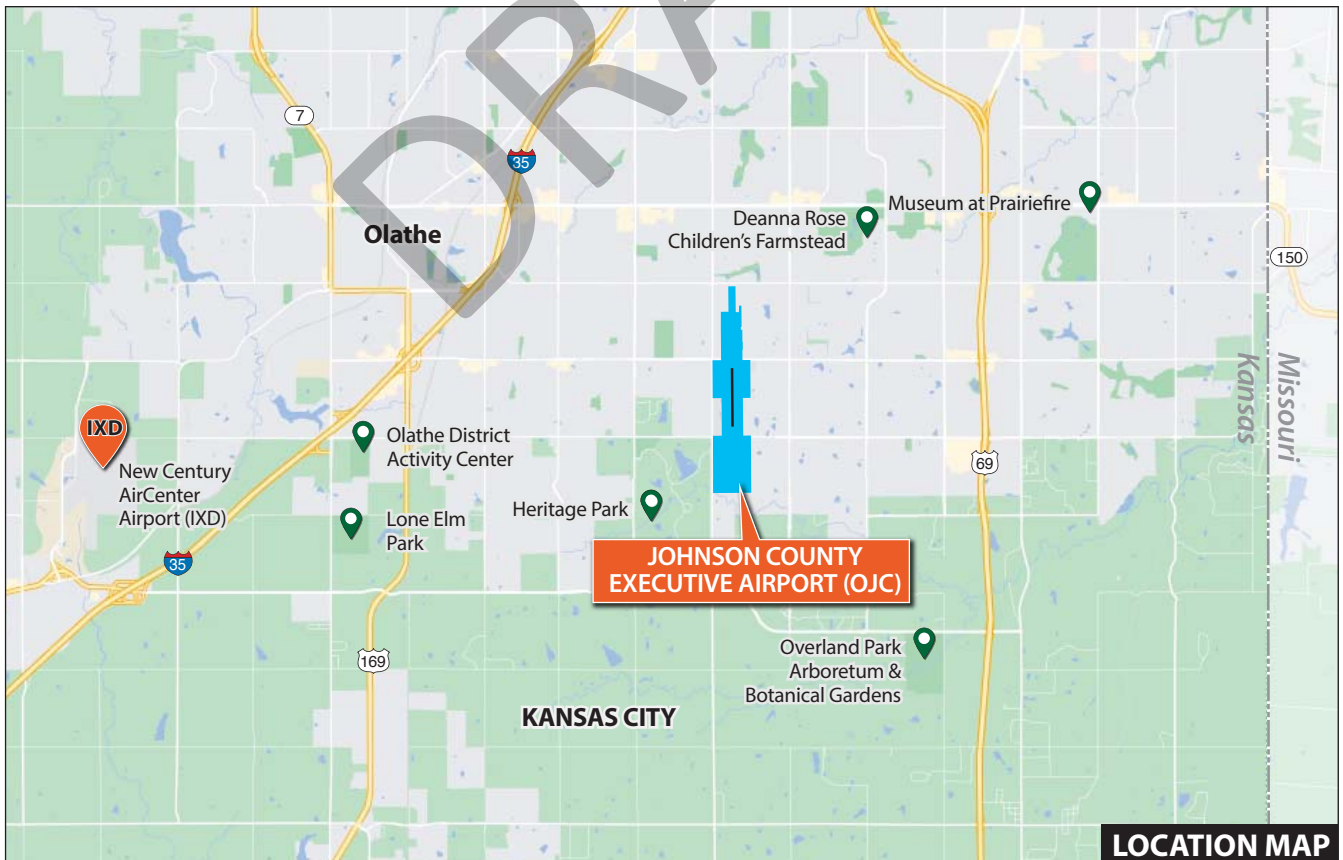 DRA
7
35
Olathe
Deanna Rose
Children's Farmstead
Museum at Prairiefire
150
Kansas
Missouri
IXD
New Century
AirCenter
Airport (IXD)
Olathe District
Activity Center
Lone Elm
Park
Heritage Park
69
35
JOHNSON COUNTY
EXECUTIVE AIRPORT (OJC)
169
Overland Park
Arboretum &
Botanical Gardens
KANSAS CITY
LOCATION MAP